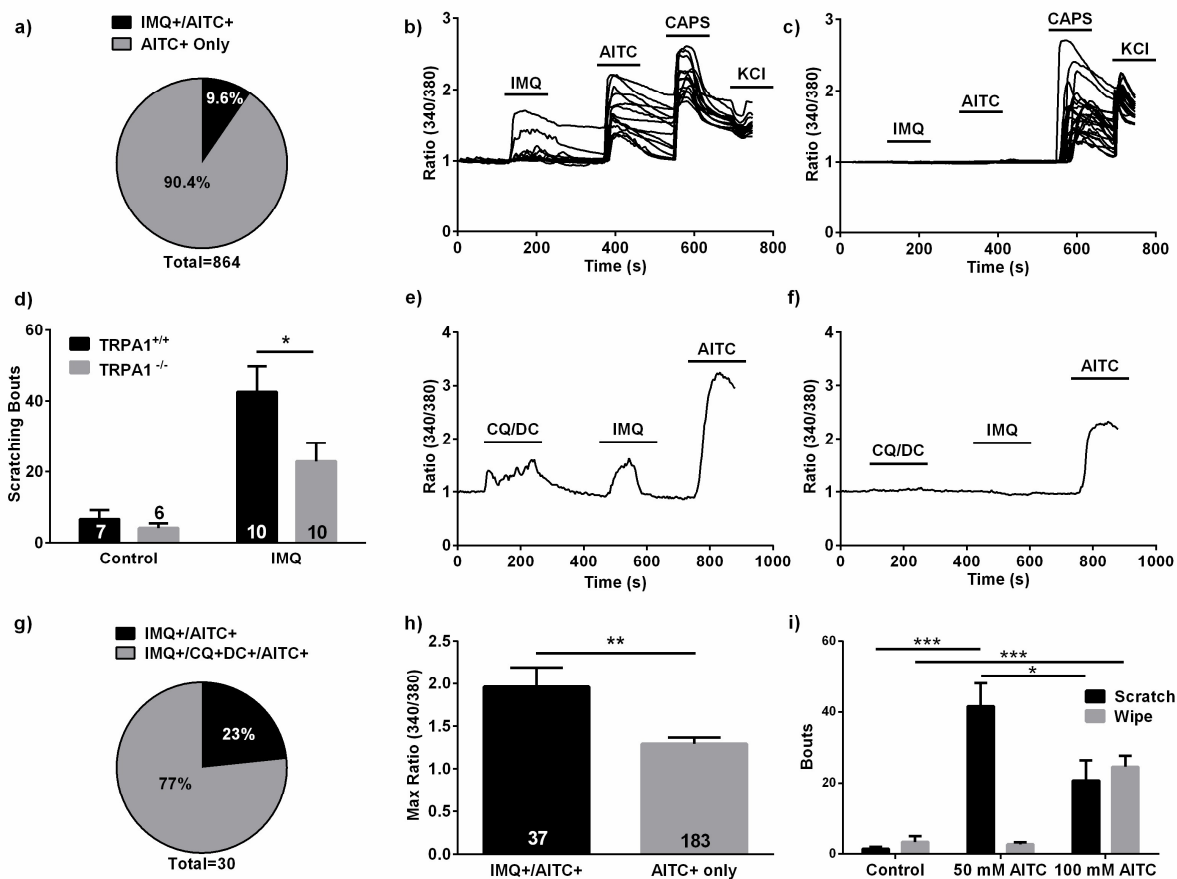 a)
IMQ+/AITC+
AITC+ Only
9.6%
90.4%
Total=864
b)
Ratio (340/380)
3
2
1
0
IMQ
AITC
CAPS
KCl
0 200 400 600 800
Time (s)
c)
Ratio (340/380)
3
2
1
0
IMQ
AITC
CAPS
KCl
0 200 400 600 800
Time (s)
d)
Scratching Bouts
60
40
20
0
TRPA1+/+
TRPA1 -/-
*
7
6
10
10
Control IMQ
e)
Ratio (340/380)
4
3
2
1
0
CQ/DC
IMQ
AITC
0 200 400 600 800 1000
Time (s)
f)
Ratio (340/380)
4
3
2
1
0
CQ/DC
IMQ
AITC
0 200 400 600 800 1000
Time (s)
g)
IMQ+/AITC+
IMQ+/CQ+DC+/AITC+
23%
77%
Total=30
h)
Max Ratio (340/380)
2.5
2.0
1.5
1.0
0.5
0.0
**
37
183
IMQ+/AITC+ AITC+ only
i)
Bouts
60
40
20
0
***
***
*
Scratch
Wipe
Control 50 mM AITC 100 mM AITC